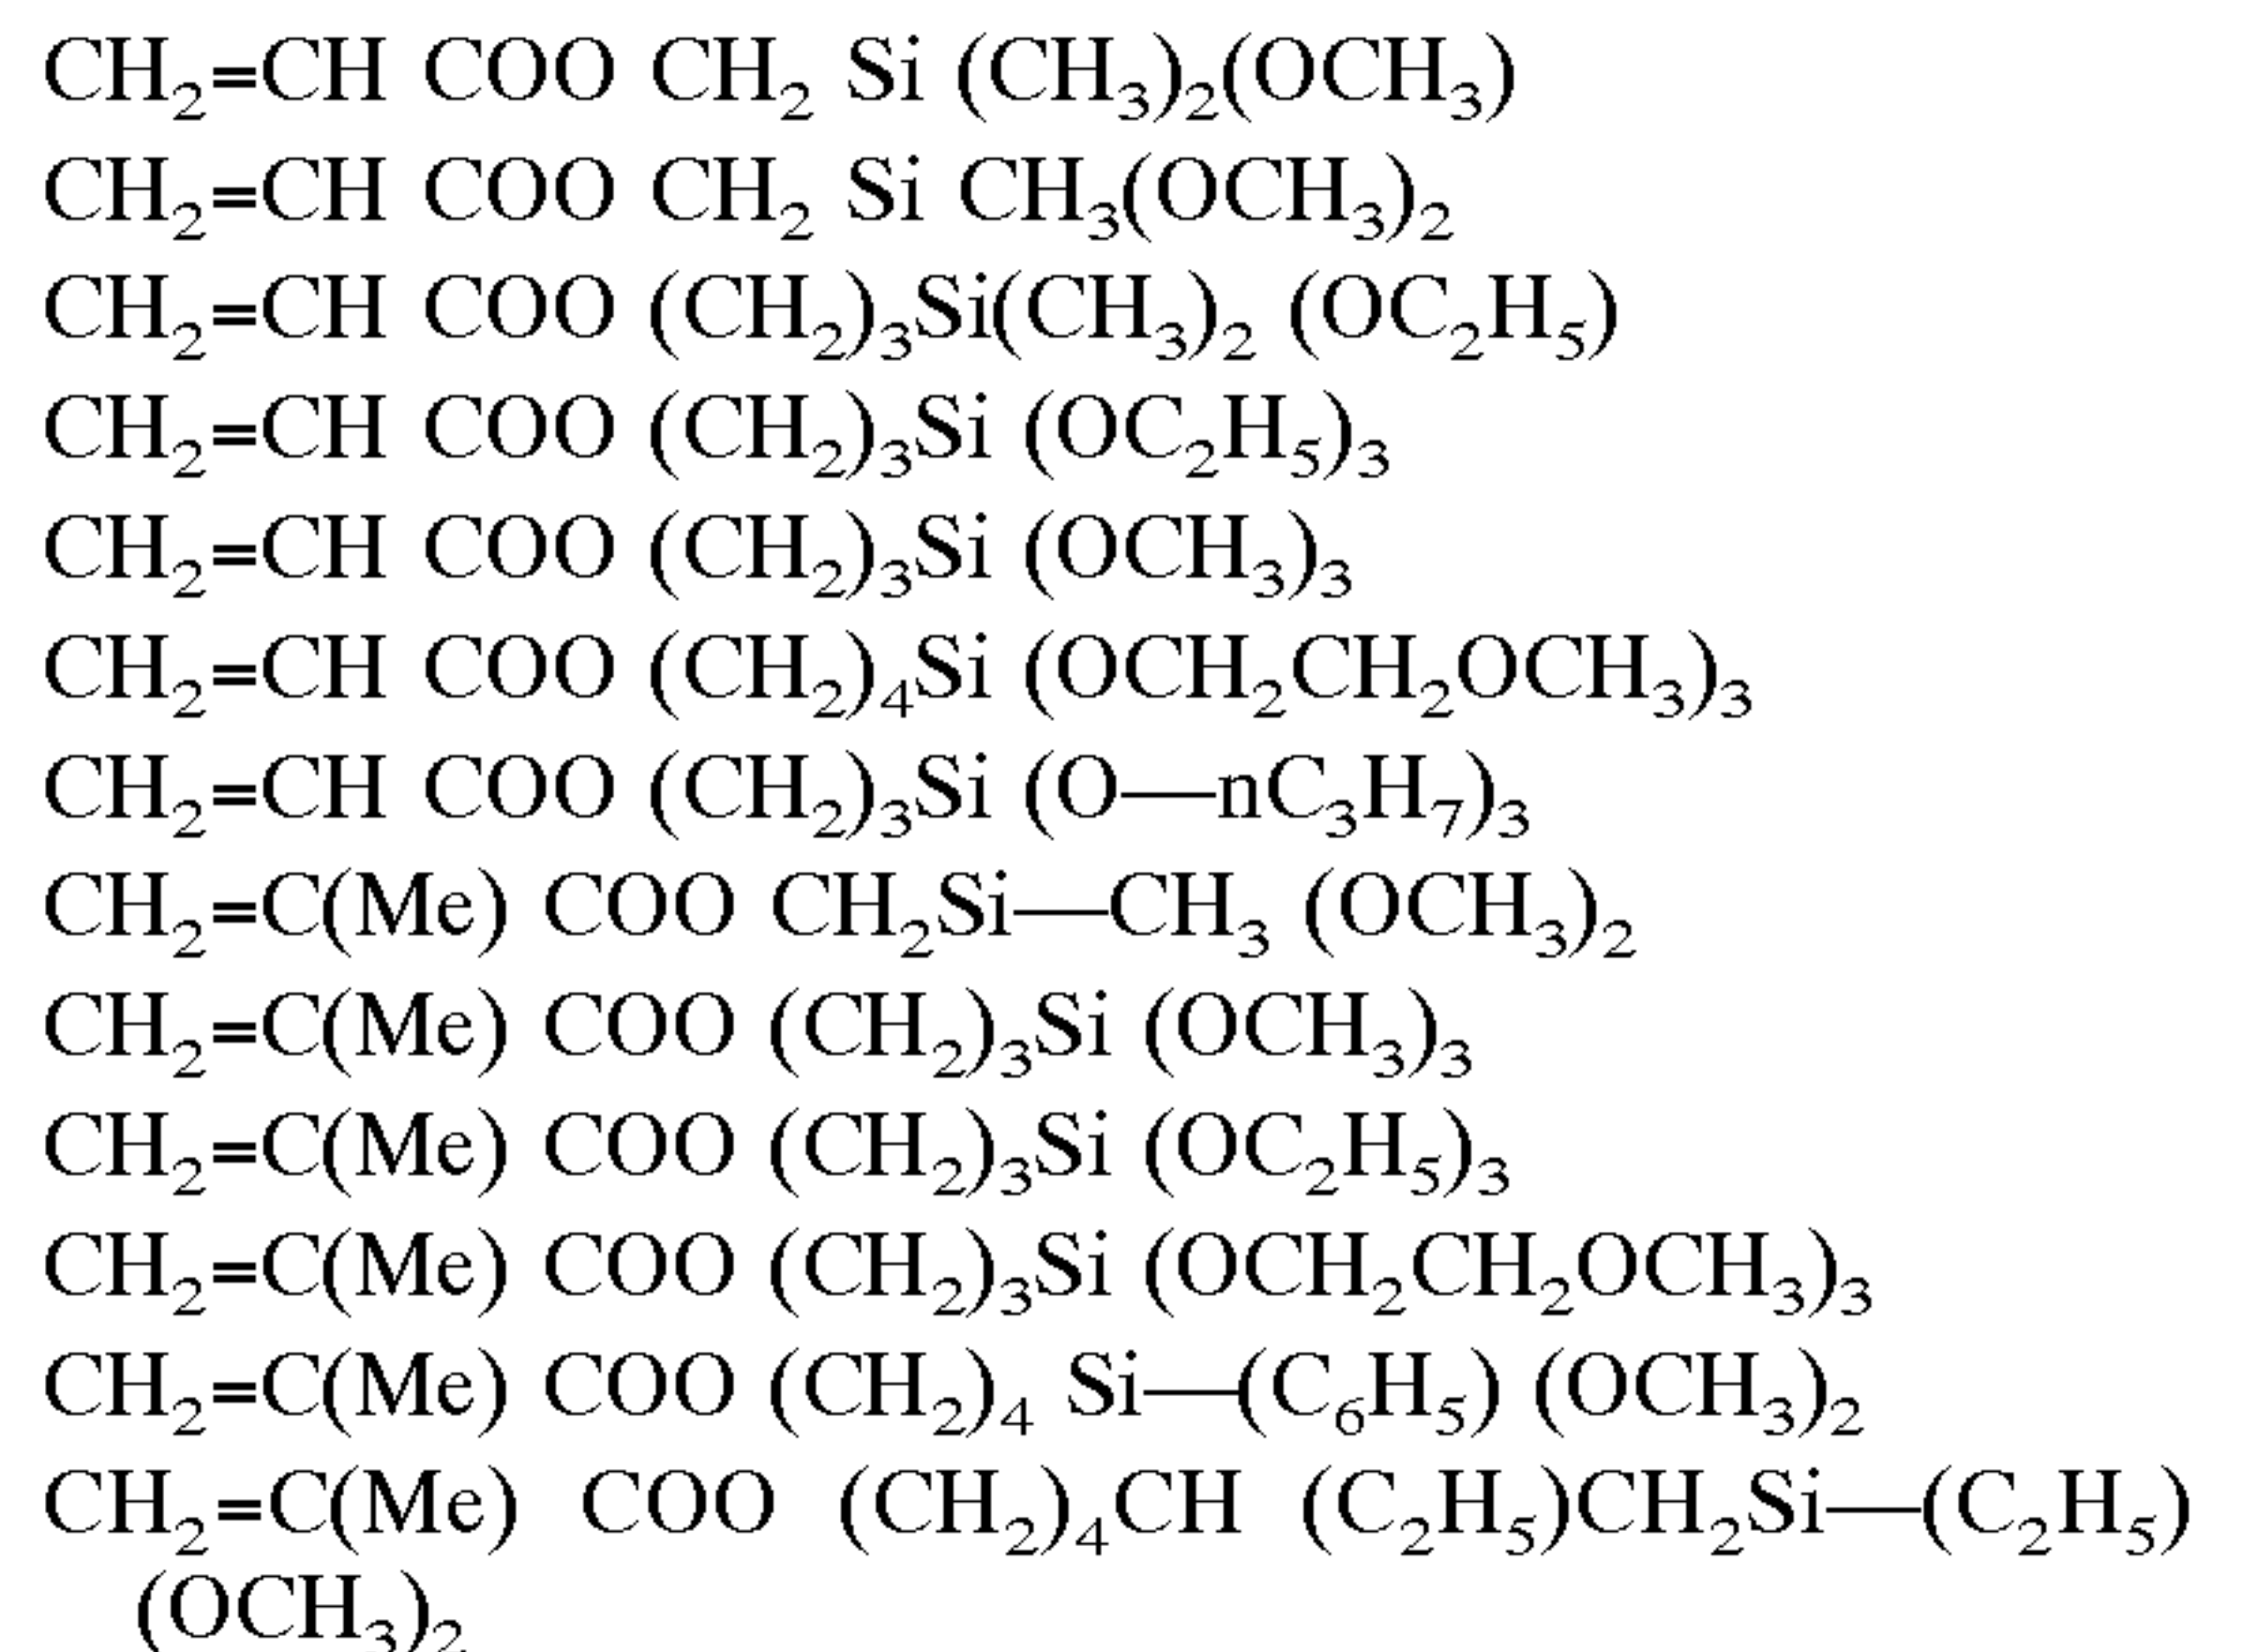 CH₂=CH COO CH₂ Si (CH₃)₂(OCH₃)
CH₂=CH COO CH₂ Si CH₃(OCH₃)₂
CH₂=CH COO (CH₂)₃Si(CH₃)₂ (OC₂H₅)
CH₂=CH COO (CH₂)₃Si (OC₂H₅)₃
CH₂=CH COO (CH₂)₃Si (OCH₃)₃
CH₂=CH COO (CH₂)₄Si (OCH₂CH₂OCH₃)₃
CH₂=CH COO (CH₂)₃Si (O—nC₃H₇)₃
CH₂=C(Me) COO CH₂Si—CH₃ (OCH₃)₂
CH₂=C(Me) COO (CH₂)₃Si (OCH₃)₃
CH₂=C(Me) COO (CH₂)₃Si (OC₂H₅)₃
CH₂=C(Me) COO (CH₂)₃Si (OCH₂CH₂OCH₃)₃
CH₂=C(Me) COO (CH₂)₄ Si—(C₆H₅) (OCH₃)₂
CH₂=C(Me) COO (CH₂)₄CH (C₂H₅)CH₂Si—(C₂H₅)
(OCH₃)₂